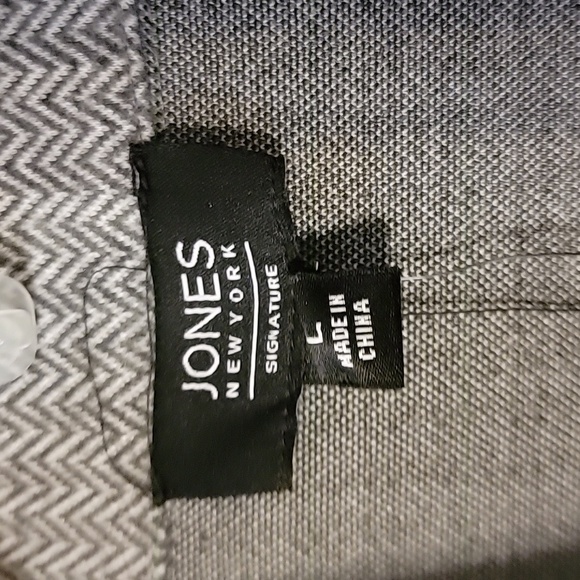 JONES
NEW YORK
SIGNATURE
L
MADE IN
CHINA